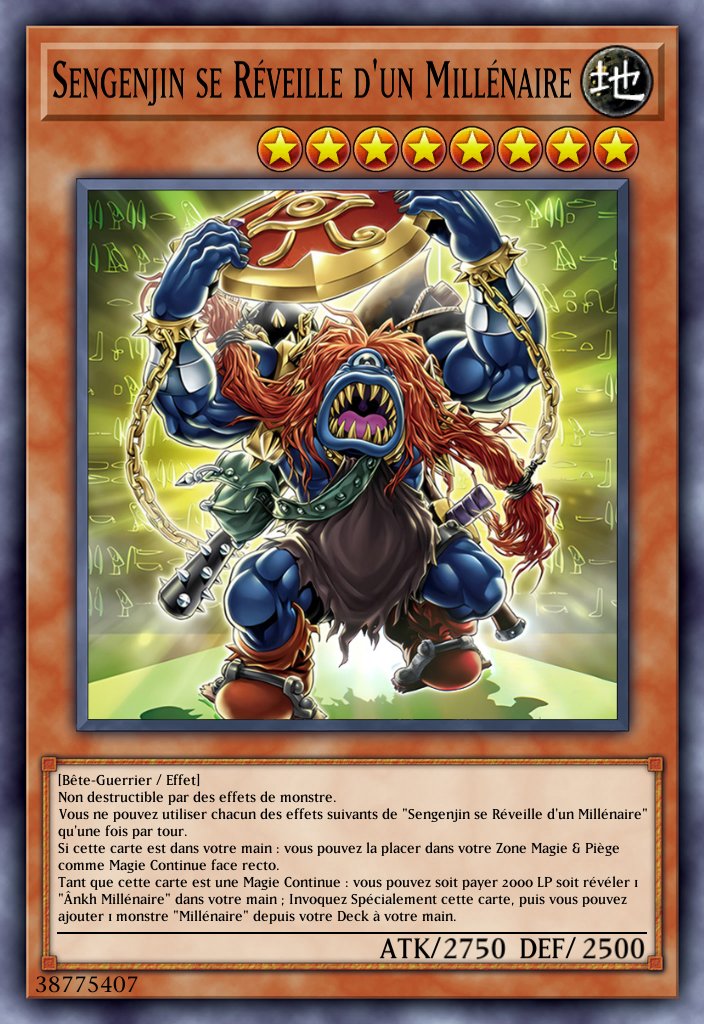 Sengenjin se Réveille d'un Millénaire
地
[Bête-Guerrier / Effet]
Non destructible par des effets de monstre.
Vous ne pouvez utiliser chacun des effets suivants de "Sengenjin se Réveille d'un Millénaire"
qu'une fois par tour.
Si cette carte est dans votre main : vous pouvez la placer dans votre Zone Magie & Piège
comme Magie Continue face recto.
Tant que cette carte est une Magie Continue : vous pouvez soit payer 2000 LP soit révéler 1
"Ânkh Millénaire" dans votre main ; Invoquez Spécialement cette carte, puis vous pouvez
ajouter 1 monstre "Millénaire" depuis votre Deck à votre main.
ATK/2750 DEF/ 2500
38775407